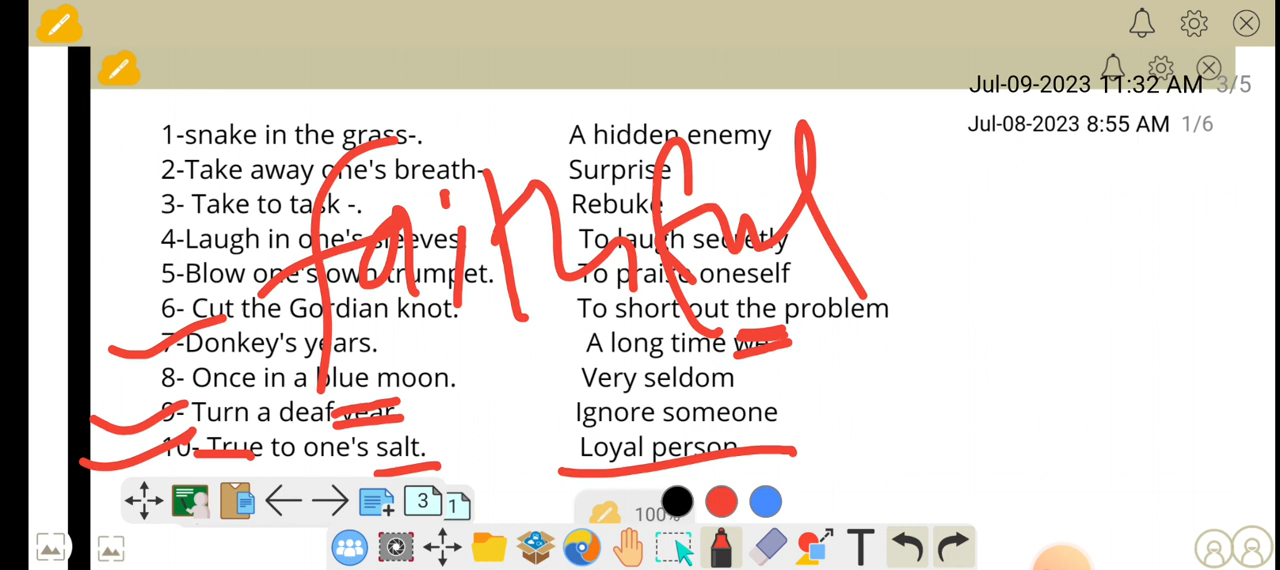 Jul-09-2023 11:32 AM 3/5
Jul-08-2023 8:55 AM 1/6
1-snake in the grass-. A hidden enemy
2-Take away one's breath- Surprise
3- Take to task -. Rebuke
4-Laugh in one's sleeves. To laugh secretly
5-Blow one's own trumpet. To praise oneself
6- Cut the Gordian knot. To short out the problem
7-Donkey's years. A long time
8- Once in a blue moon. Very seldom
9- Turn a deaf year. Ignore someone
10- True to one's salt. Loyal person
faithful
3 1
100%
T